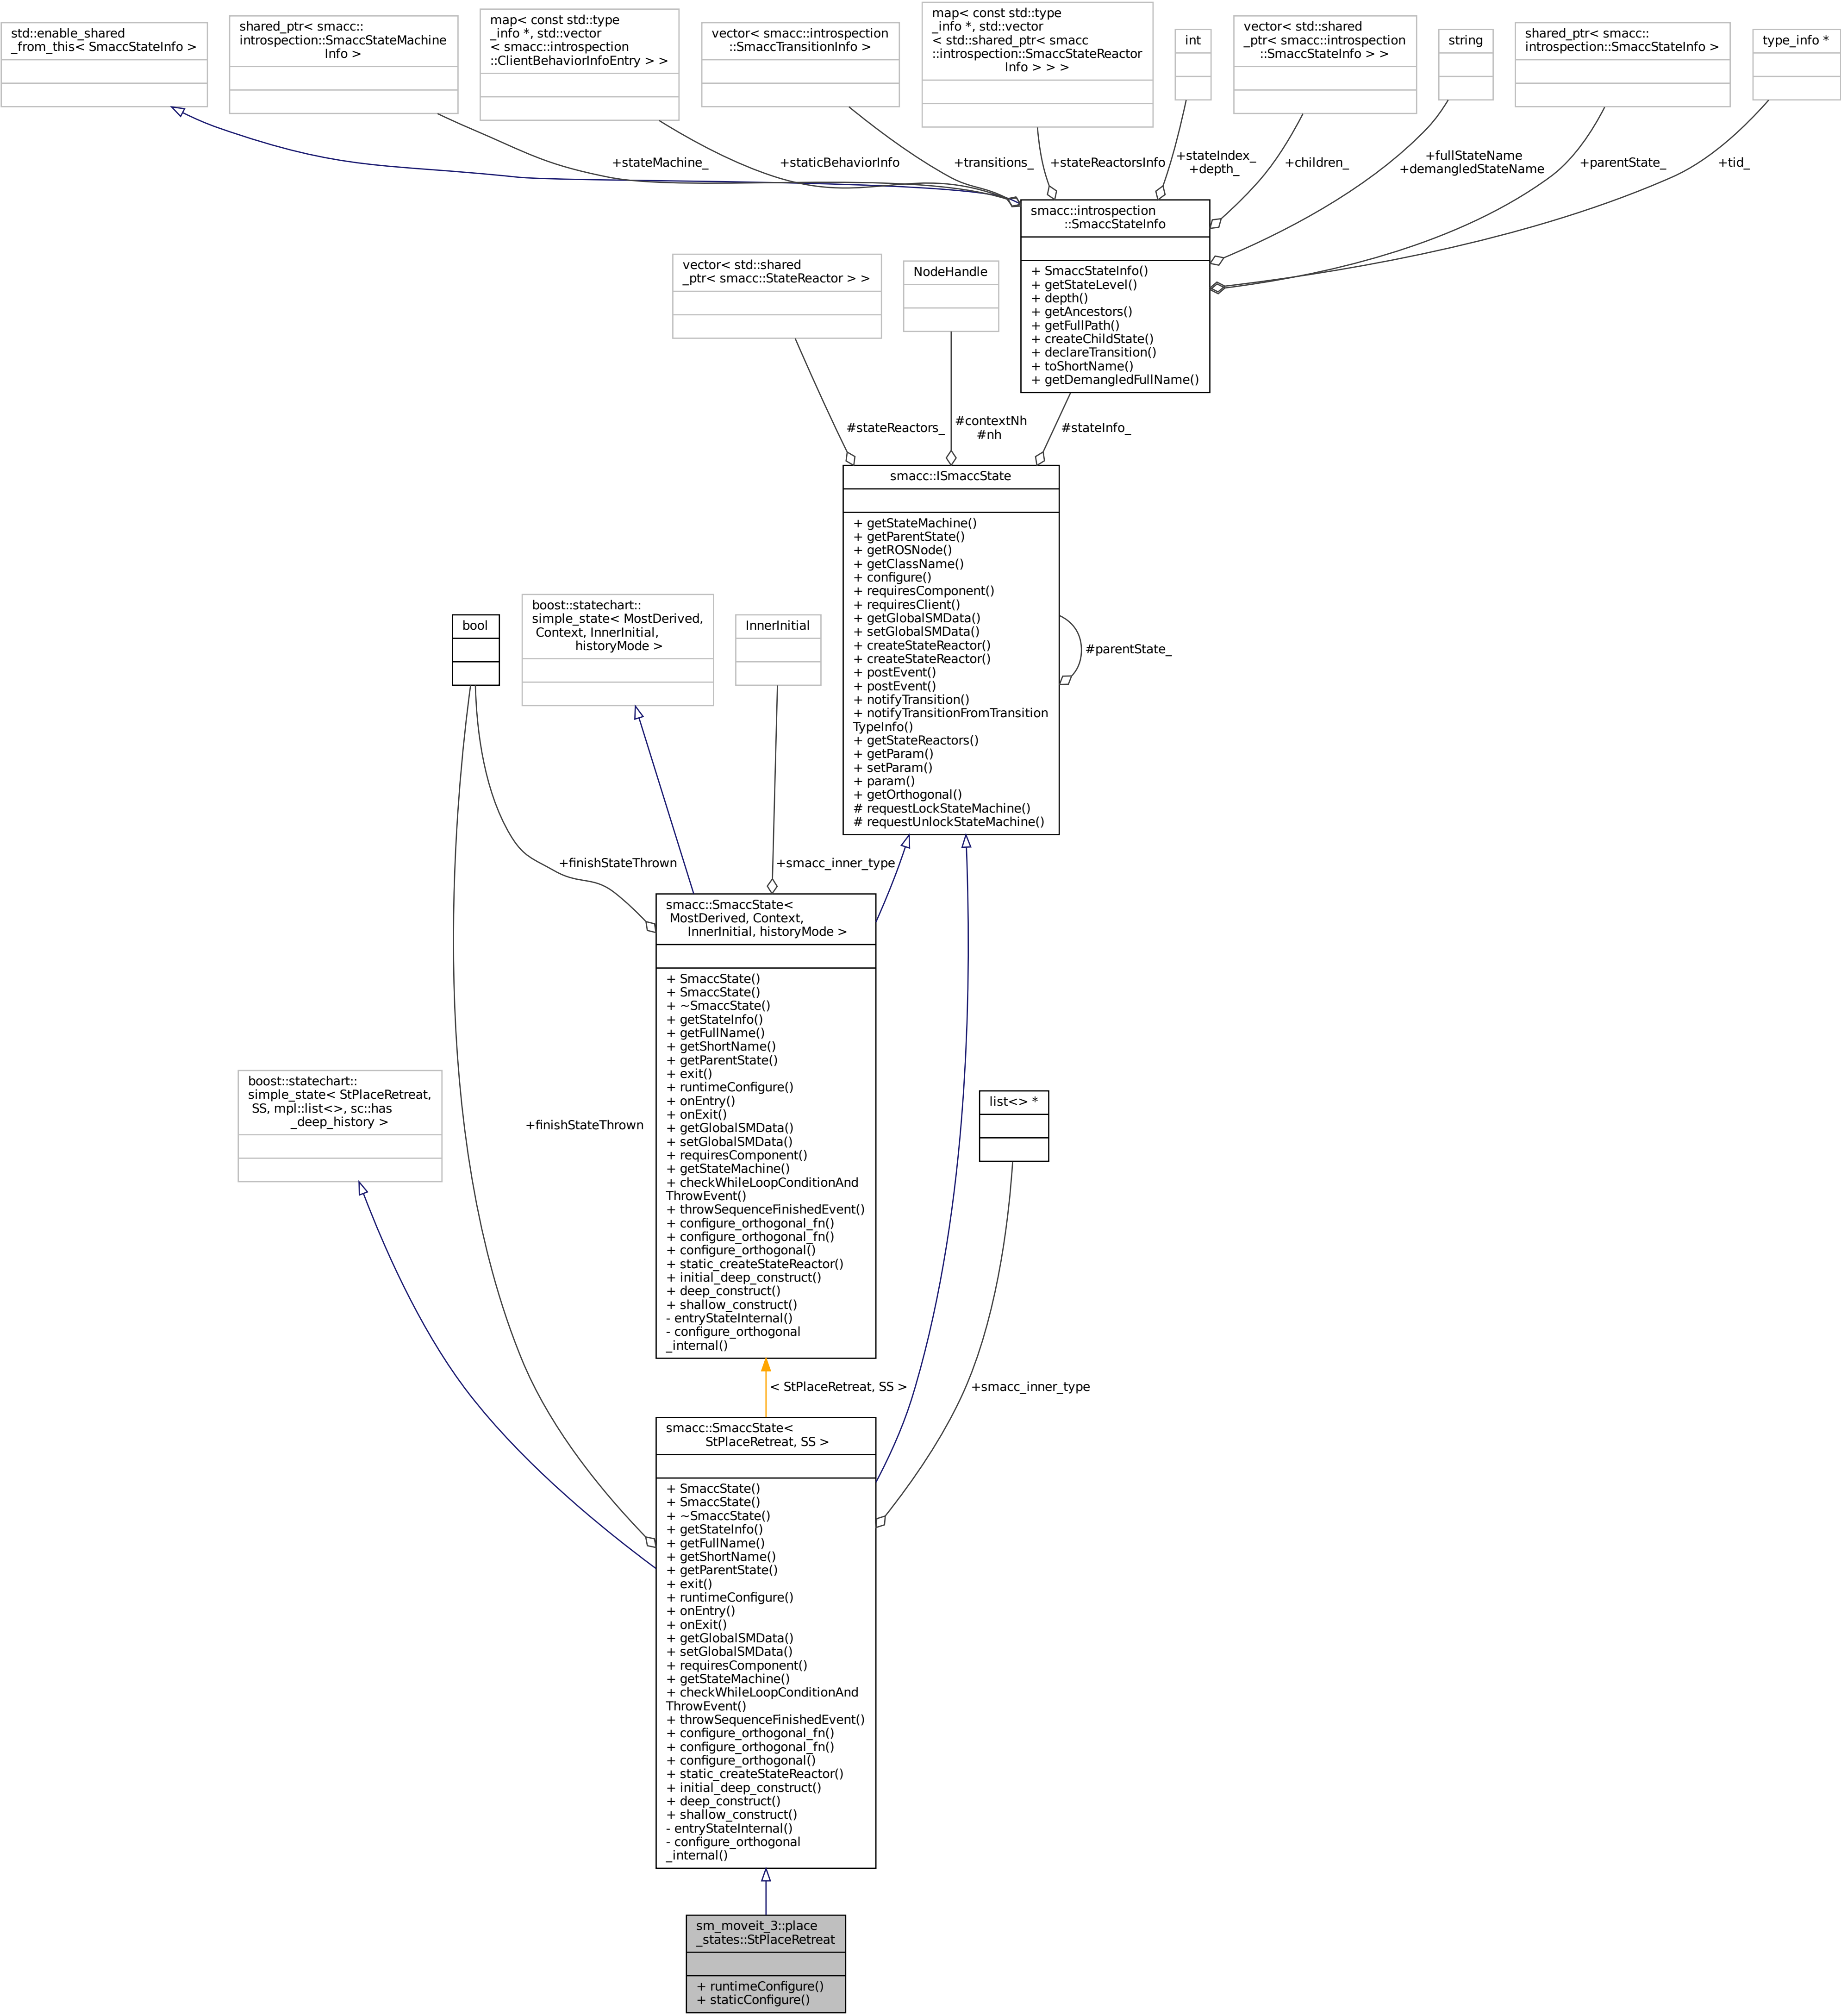 std::enable_shared
_from_this< SmaccStateInfo >
shared_ptr< smacc::
introspection::SmaccStateMachine
Info >
map< const std::type
_info *, std::vector
< smacc::introspection
::ClientBehaviorInfoEntry > >
vector< smacc::introspection
::SmaccTransitionInfo >
map< const std::type
_info *, std::vector
< std::shared_ptr< smacc
::introspection::SmaccStateReactor
Info > > >
int
vector< std::shared
_ptr< smacc::introspection
::SmaccStateInfo > >
string
shared_ptr< smacc::
introspection::SmaccStateInfo >
type_info *
+stateMachine_
+staticBehaviorInfo
+transitions_
+stateReactorsInfo
+stateIndex_
+depth_
+children_
+fullStateName
+demangledStateName
+parentState_
+tid_
smacc::introspection
::SmaccStateInfo
+ SmaccStateInfo()
+ getStateLevel()
+ depth()
+ getAncestors()
+ getFullPath()
+ createChildState()
+ declareTransition()
+ toShortName()
+ getDemangledFullName()
vector< std::shared
_ptr< smacc::StateReactor > >
NodeHandle
#stateReactors_
#contextNh
#nh
#stateInfo_
smacc::ISmaccState
+ getStateMachine()
+ getParentState()
+ getROSNode()
+ getClassName()
+ configure()
+ requiresComponent()
+ requiresClient()
+ getGlobalSMData()
+ setGlobalSMData()
+ createStateReactor()
+ createStateReactor()
+ postEvent()
+ postEvent()
+ notifyTransition()
+ notifyTransitionFromTransition
TypeInfo()
+ getStateReactors()
+ getParam()
+ setParam()
+ param()
+ getOrthogonal()
# requestLockStateMachine()
# requestUnlockStateMachine()
#parentState_
bool
boost::statechart::
simple_state< MostDerived,
Context, InnerInitial,
historyMode >
InnerInitial
+finishStateThrown
+smacc_inner_type
smacc::SmaccState<
MostDerived, Context,
InnerInitial, historyMode >
+ SmaccState()
+ SmaccState()
+ ~SmaccState()
+ getStateInfo()
+ getFullName()
+ getShortName()
+ getParentState()
+ exit()
+ runtimeConfigure()
+ onEntry()
+ onExit()
+ getGlobalSMData()
+ setGlobalSMData()
+ requiresComponent()
+ getStateMachine()
+ checkWhileLoopConditionAnd
ThrowEvent()
+ throwSequenceFinishedEvent()
+ configure_orthogonal_fn()
+ configure_orthogonal_fn()
+ configure_orthogonal()
+ static_createStateReactor()
+ initial_deep_construct()
+ deep_construct()
+ shallow_construct()
- entryStateInternal()
- configure_orthogonal
_internal()
boost::statechart::
simple_state< StPlaceRetreat,
SS, mpl::list<>, sc::has
_deep_history >
+finishStateThrown
list<> *
< StPlaceRetreat, SS >
+smacc_inner_type
smacc::SmaccState<
StPlaceRetreat, SS >
+ SmaccState()
+ SmaccState()
+ ~SmaccState()
+ getStateInfo()
+ getFullName()
+ getShortName()
+ getParentState()
+ exit()
+ runtimeConfigure()
+ onEntry()
+ onExit()
+ getGlobalSMData()
+ setGlobalSMData()
+ requiresComponent()
+ getStateMachine()
+ checkWhileLoopConditionAnd
ThrowEvent()
+ throwSequenceFinishedEvent()
+ configure_orthogonal_fn()
+ configure_orthogonal_fn()
+ configure_orthogonal()
+ static_createStateReactor()
+ initial_deep_construct()
+ deep_construct()
+ shallow_construct()
- entryStateInternal()
- configure_orthogonal
_internal()
sm_moveit_3::place
_states::StPlaceRetreat
+ runtimeConfigure()
+ staticConfigure()